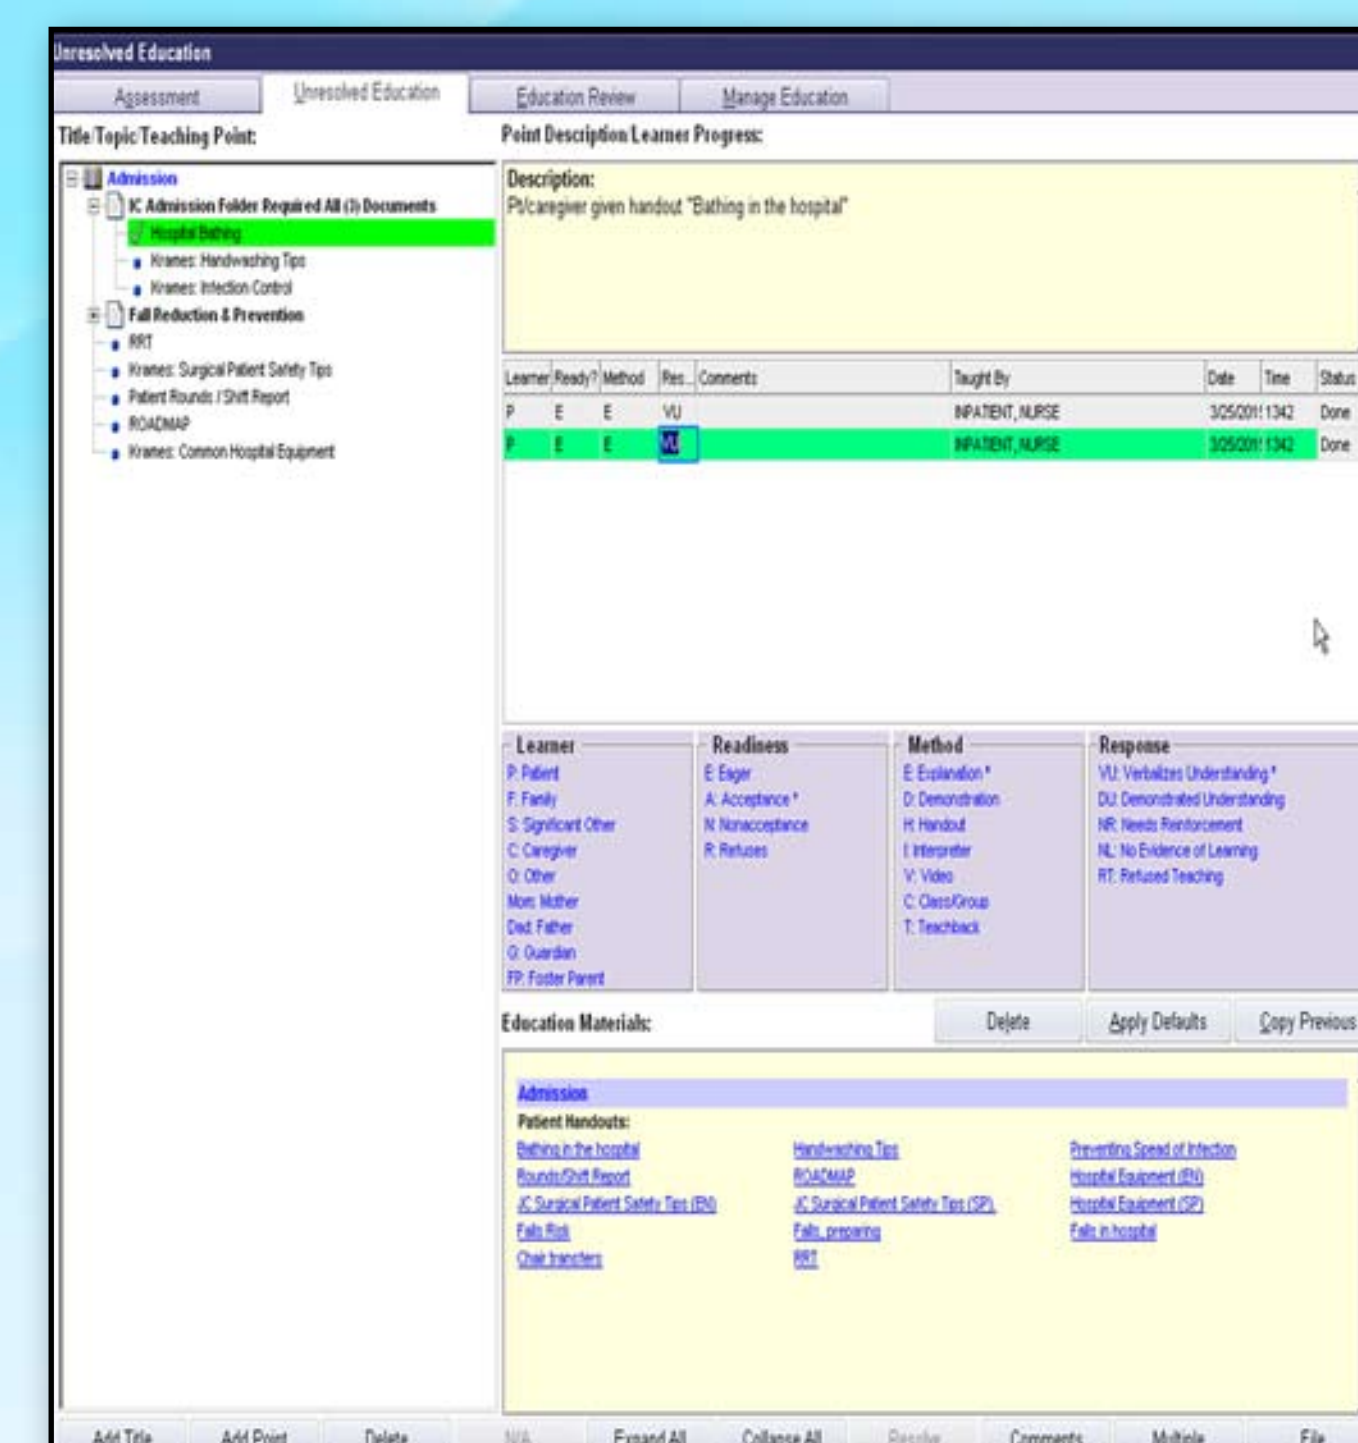 Unresolved Education
Assessment Unresolved Education Education Review Manage Education
Title/Topic/Teaching Point:
Admission
IC Admission Folder Required All (3) Documents
Hospital Bathing
Krames: Handwashing Tips
Krames: Infection Control
Fall Reduction & Prevention
RRT
Krames: Surgical Patient Safety Tips
Patient Rounds / Shift Report
ROADMAP
Krames: Common Hospital Equipment
Point Description/Learner Progress:
Description:
Pt/caregiver given handout "Bathing in the hospital"
Learner Ready? Method Res... Comments Taught By Date Time Status
P E E VU INPATIENT, NURSE 3/25/201 1342 Done
P E E VU INPATIENT, NURSE 3/25/201 1342 Done
Learner
P: Patient
F: Family
S: Significant Other
C: Caregiver
O: Other
Mom: Mother
Dad: Father
G: Guardian
FP: Foster Parent
Readiness
E: Eager
A: Acceptance *
N: Nonacceptance
R: Refuses
Method
E: Explanation *
D: Demonstration
H: Handout
I: Interpreter
V: Video
C: Class/Group
T: Teachback
Response
VU: Verbalizes Understanding *
DU: Demonstrated Understanding
NR: Needs Reinforcement
NL: No Evidence of Learning
RT: Refused Teaching
Education Materials:
Delete Apply Defaults Copy Previous
Admission
Patient Handouts:
Bathing in the hospital Handwashing Tips Preventing Spead of Infection
Rounds/Shift Report ROADMAP Hospital Equipment (EN)
JC Surgical Patient Safety Tips (EN) JC Surgical Patient Safety Tips (SP). Hospital Equipment (SP)
Falls Risk Falls, preparing Falls in hospital
Chair transfers RRT
Add Title Add Point Delete N/A Expand All Collapse All Resolve Comments Multiple File